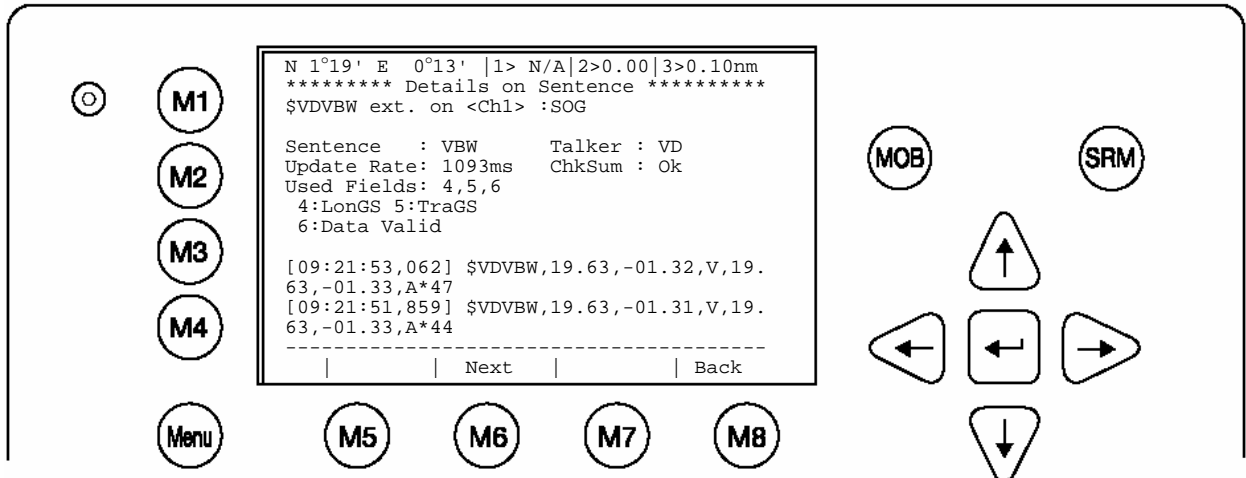 N 1°19' E 0°13' |1> N/A|2>0.00|3>0.10nm
********* Details on Sentence **********
$VDVBW ext. on <Ch1> :SOG
Sentence : VBW Talker : VD
Update Rate: 1093ms ChkSum : Ok
Used Fields: 4,5,6
4:LonGS 5:TraGS
6:Data Valid
[09:21:53,062] $VDVBW,19.63,-01.32,V,19.
63,-01.33,A*47
[09:21:51,859] $VDVBW,19.63,-01.31,V,19.
63,-01.33,A*44
----------------------------------------
| | Next | | Back
M1
M2
M3
M4
Menu
M5
M6
M7
M8
MOB
SRM